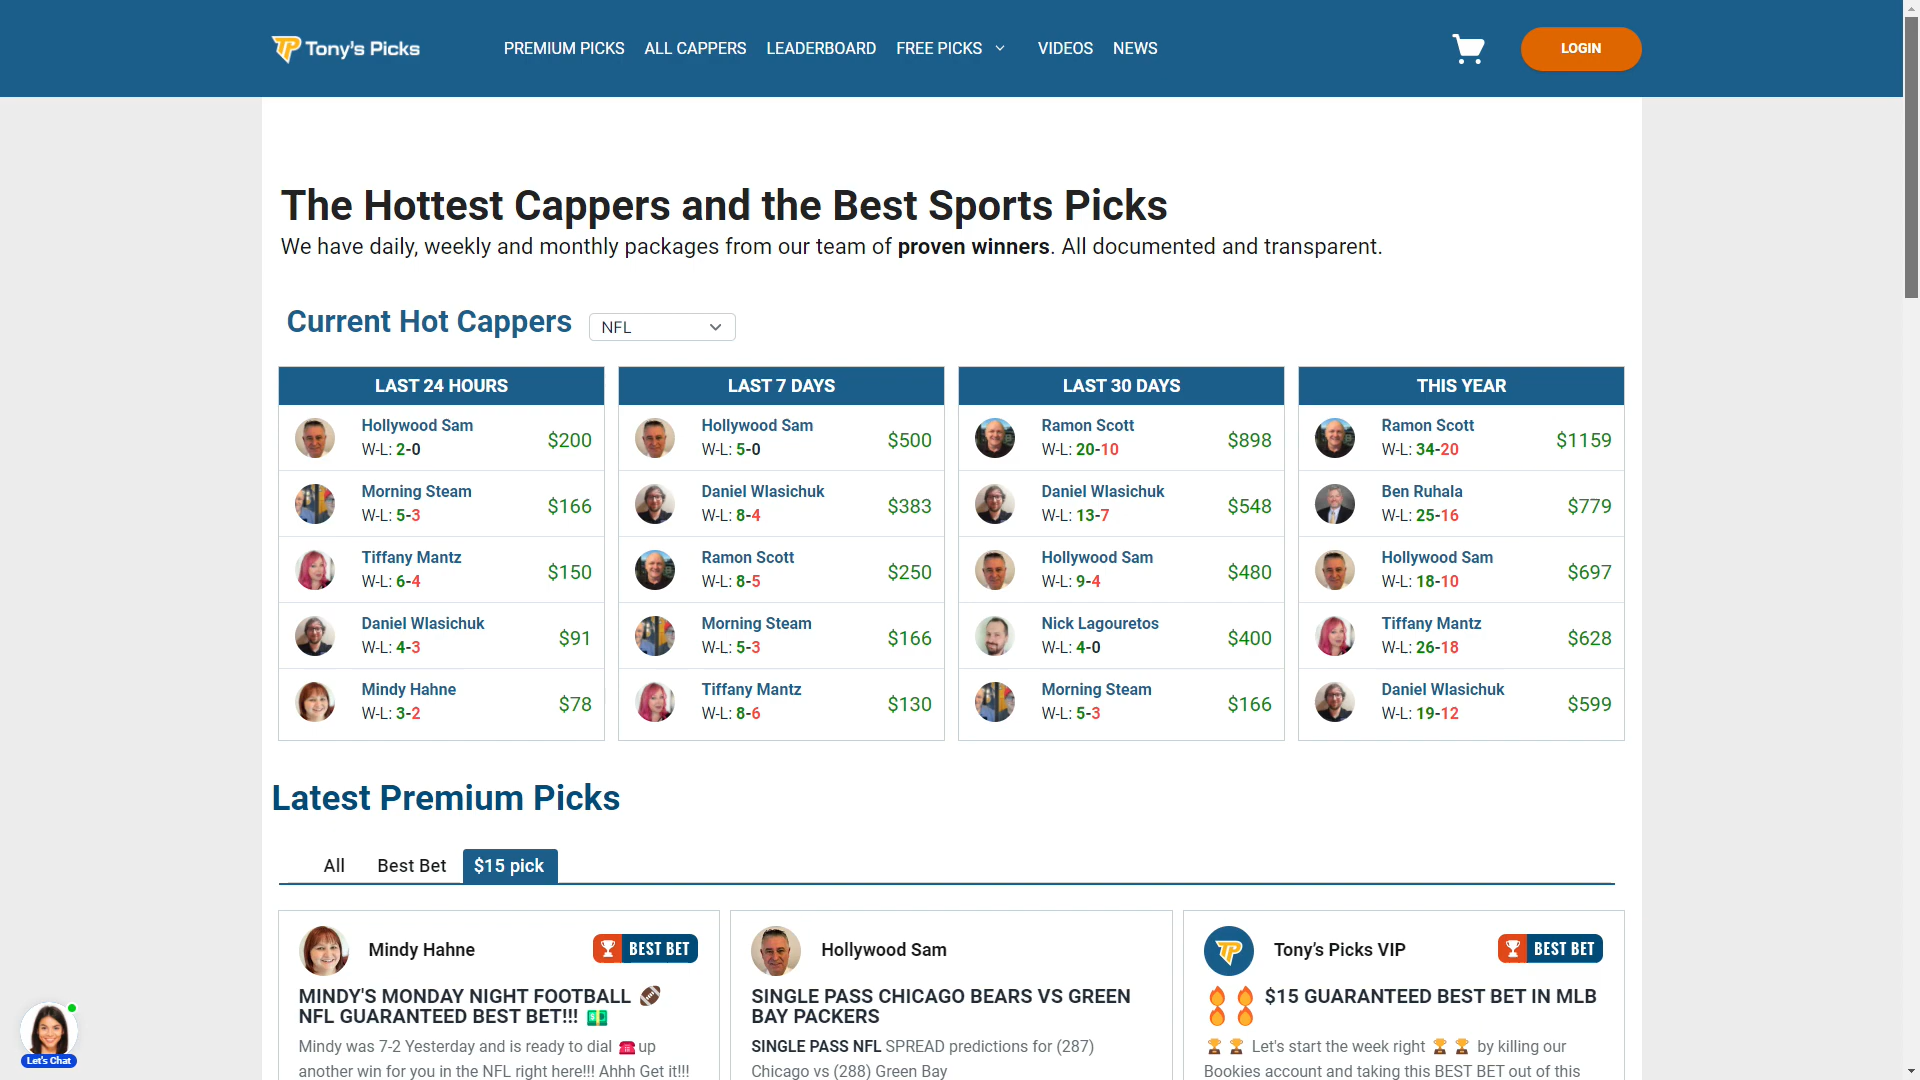 TP Tony's Picks
PREMIUM PICKS ALL CAPPERS LEADERBOARD FREE PICKS VIDEOS NEWS
LOGIN
The Hottest Cappers and the Best Sports Picks
We have daily, weekly and monthly packages from our team of proven winners. All documented and transparent.
Current Hot Cappers NFL
LAST 24 HOURS
Hollywood Sam
W-L: 2-0 $200
Morning Steam
W-L: 5-3 $166
Tiffany Mantz
W-L: 6-4 $150
Daniel Wlasichuk
W-L: 4-3 $91
Mindy Hahne
W-L: 3-2 $78
LAST 7 DAYS
Hollywood Sam
W-L: 5-0 $500
Daniel Wlasichuk
W-L: 8-4 $383
Ramon Scott
W-L: 8-5 $250
Morning Steam
W-L: 5-3 $166
Tiffany Mantz
W-L: 8-6 $130
LAST 30 DAYS
Ramon Scott
W-L: 20-10 $898
Daniel Wlasichuk
W-L: 13-7 $548
Hollywood Sam
W-L: 9-4 $480
Nick Lagouretos
W-L: 4-0 $400
Morning Steam
W-L: 5-3 $166
THIS YEAR
Ramon Scott
W-L: 34-20 $1159
Ben Ruhala
W-L: 25-16 $779
Hollywood Sam
W-L: 18-10 $697
Tiffany Mantz
W-L: 26-18 $628
Daniel Wlasichuk
W-L: 19-12 $599
Latest Premium Picks
All Best Bet $15 pick
Mindy Hahne BEST BET
MINDY'S MONDAY NIGHT FOOTBALL 🏈
NFL GUARANTEED BEST BET!!! 💵
Mindy was 7-2 Yesterday and is ready to dial ☎️up
another win for you in the NFL right here!!! Ahhh Get it!!!
Hollywood Sam
SINGLE PASS CHICAGO BEARS VS GREEN
BAY PACKERS
SINGLE PASS NFL SPREAD predictions for (287)
Chicago vs (288) Green Bay
TP Tony's Picks VIP BEST BET
🔥🔥 $15 GUARANTEED BEST BET IN MLB
🔥🔥
🏆🏆 Let's start the week right 🏆🏆 by killing our
Bookies account and taking this BEST BET out of this
Let's Chat